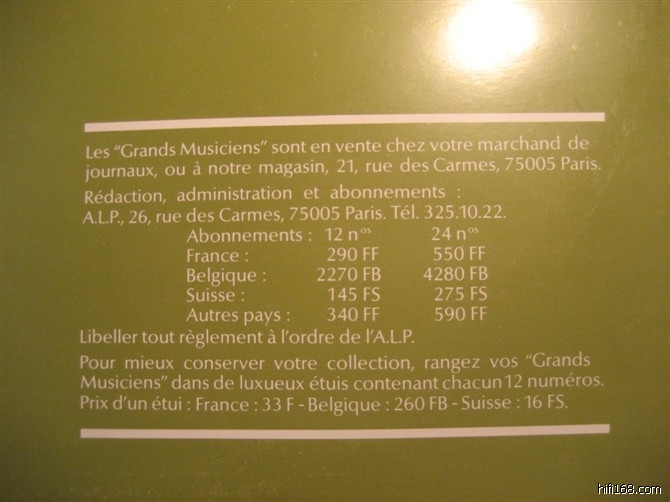 Les "Grands Musiciens" sont en vente chez votre marchand de
journaux, ou à notre magasin, 21, rue des Carmes, 75005 Paris.
Rédaction, administration et abonnements :
A.L.P., 26, rue des Carmes, 75005 Paris. Tél. 325.10.22.
Abonnements : 12 nos 24 nos
France : 290 FF 550 FF
Belgique : 2270 FB 4280 FB
Suisse : 145 FS 275 FS
Autres pays : 340 FF 590 FF
Libeller tout règlement à l'ordre de l'A.L.P.
Pour mieux conserver votre collection, rangez vos "Grands
Musiciens" dans de luxueux étuis contenant chacun 12 numéros.
Prix d'un étui : France : 33 F - Belgique : 260 FB - Suisse : 16 FS.
hifi168.com